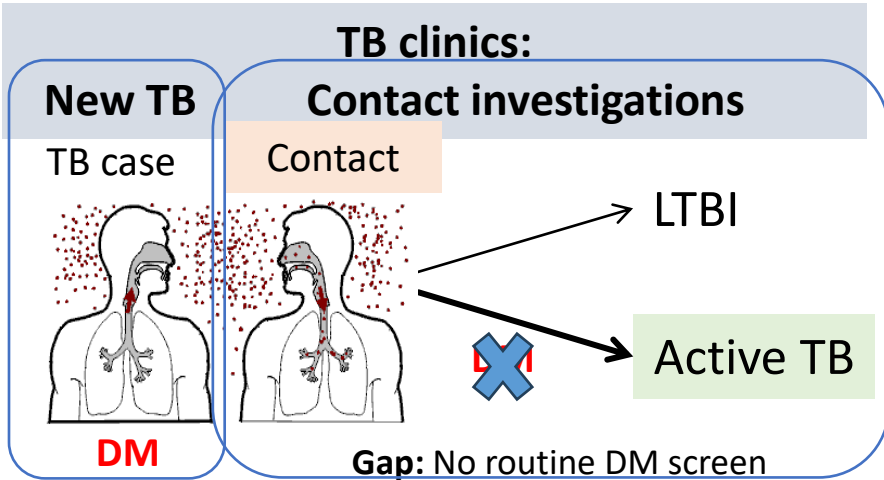 TB clinics:
New TB
Contact investigations
TB case
Contact
LTBI
Active TB
DM
Gap: No routine DM screen